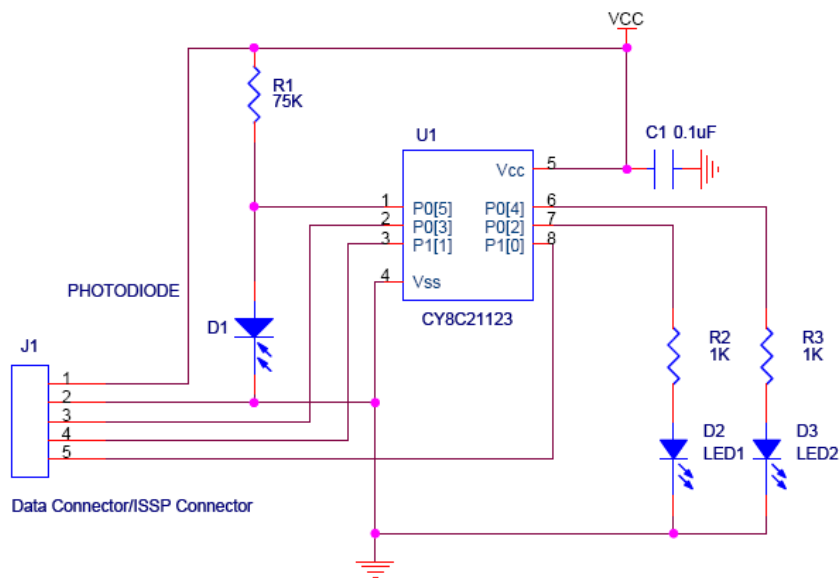 VCC
R1
75K
U1
C1 0.1uF
Vcc
5
1
P0[5]
P0[4]
6
2
P0[3]
P0[2]
7
3
P1[1]
P1[0]
8
4
Vss
PHOTODIODE
CY8C21123
D1
R2
1K
R3
1K
J1
1
2
3
4
5
D2
LED1
D3
LED2
Data Connector/ISSP Connector